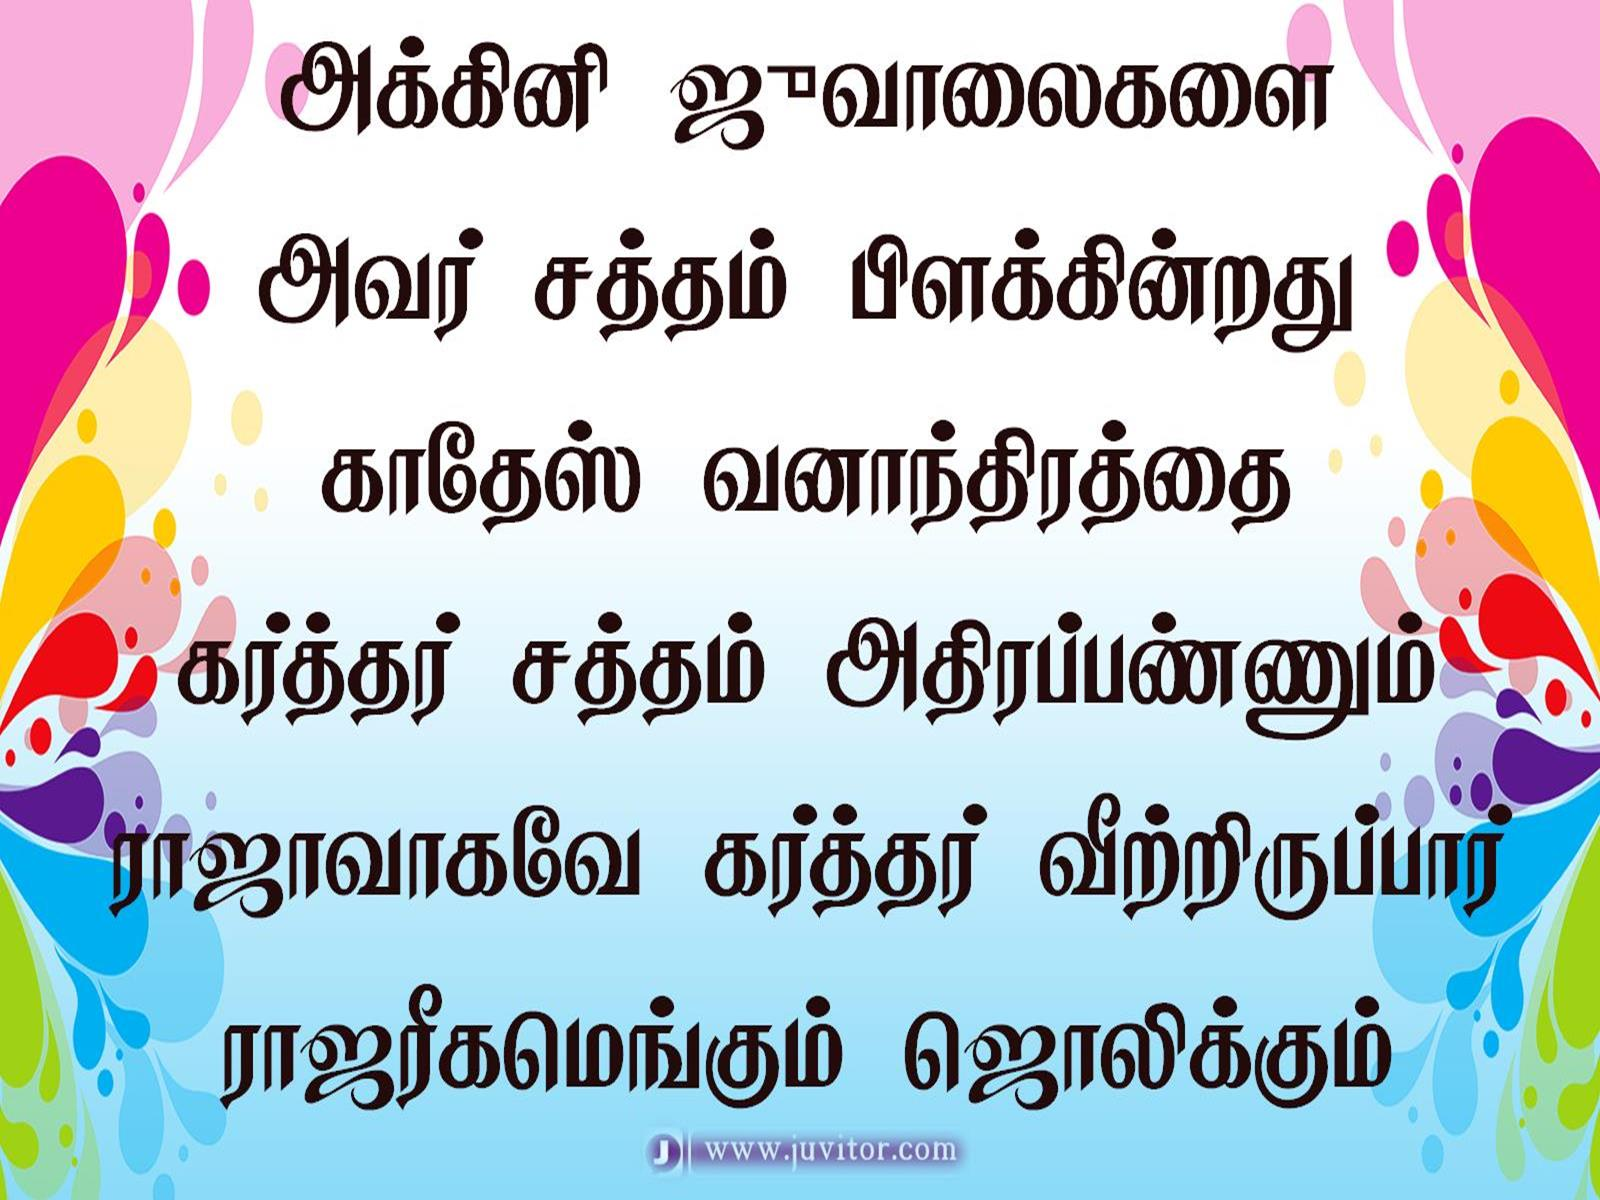 அக்கினி ஜுவாலைகளை
அவர் சத்தம் பிளக்கின்றது
காதேஸ் வனாந்திரத்தை
கர்த்தர் சத்தம் அதிரப்பண்ணும்
ராஜாவாகவே கர்த்தர் வீற்றிருப்பார்
ராஜரீகமெங்கும் ஜொலிக்கும்
J www.juvitor.com